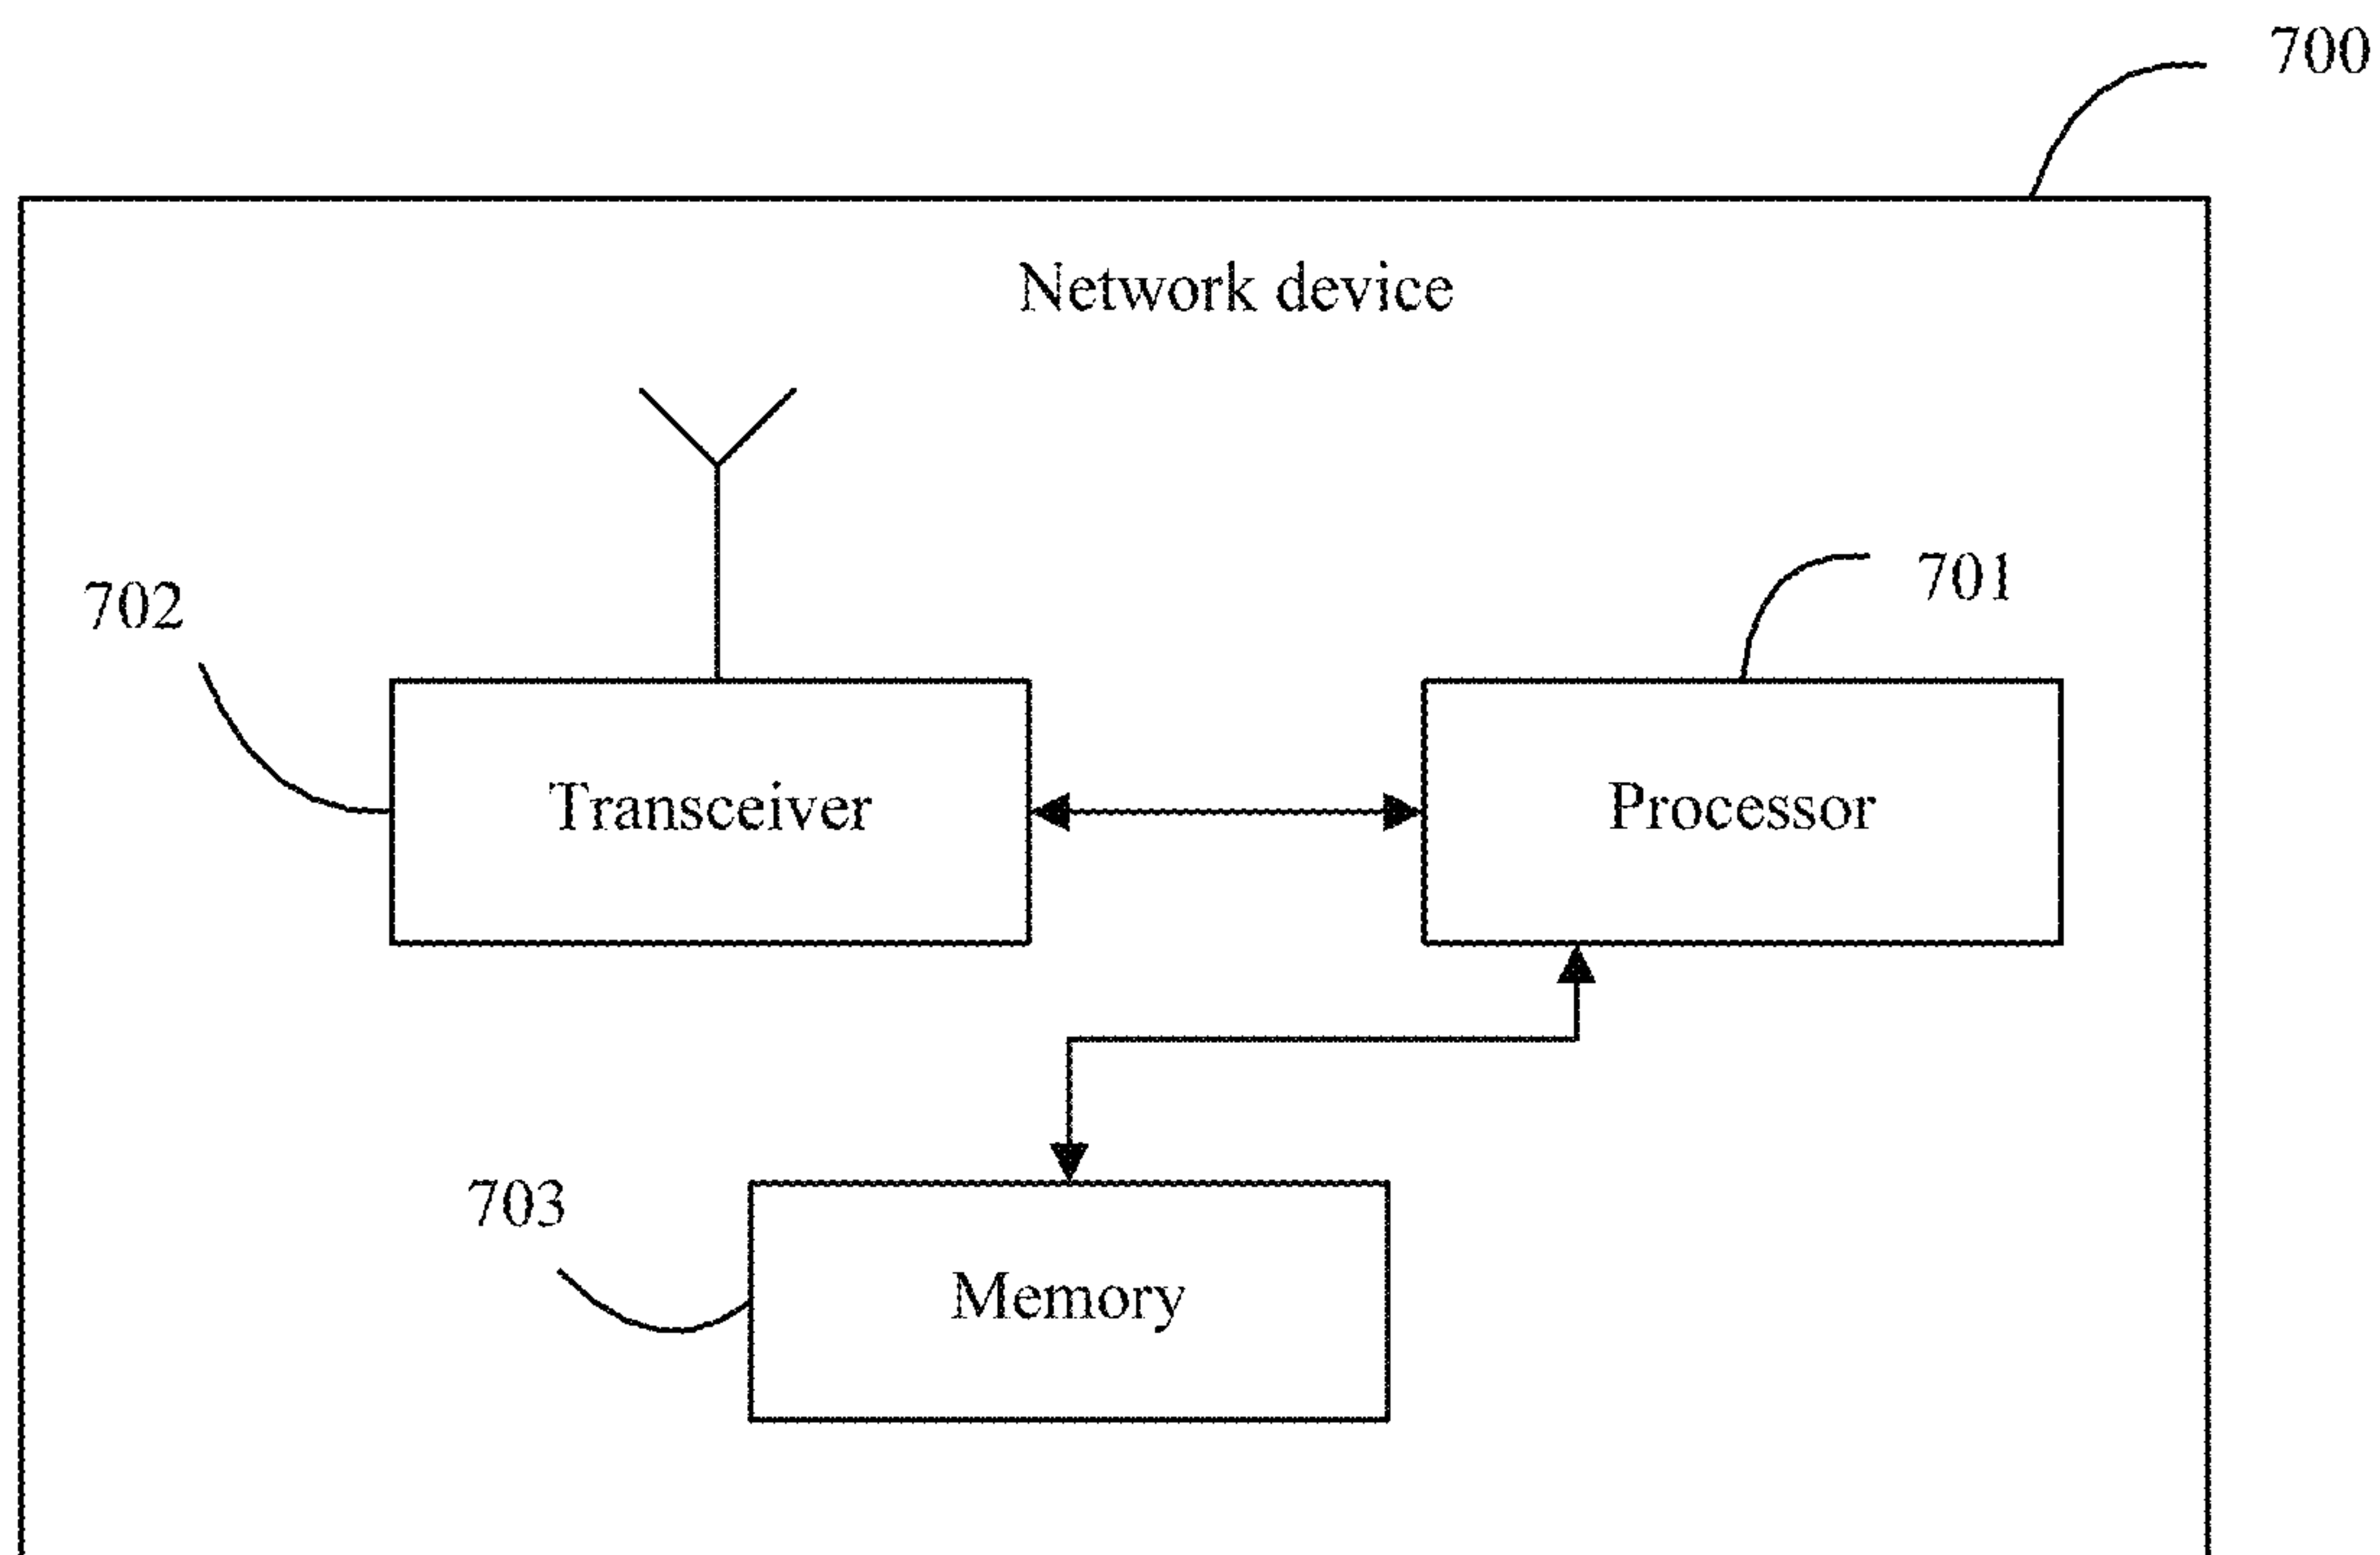 700
Network device
702
701
Transceiver
Processor
703
Memory